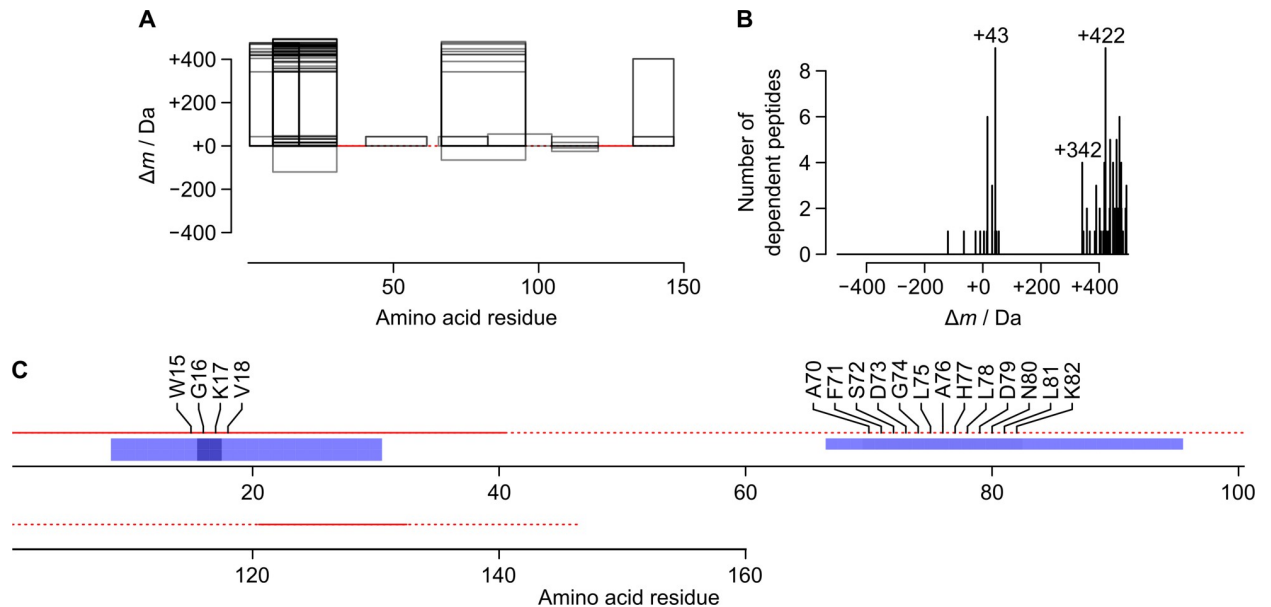 A
+400
+200
+0
−200
−400
Δm / Da
50
100
150
Amino acid residue
B
+43
+422
+342
8
6
4
2
0
Number of
dependent peptides
−400
−200
+0
+200
+400
Δm / Da
C
W15
G16
K17
V18
A70
F71
S72
D73
G74
L75
A76
H77
L78
D79
N80
L81
K82
20
40
60
80
100
120
140
160
Amino acid residue